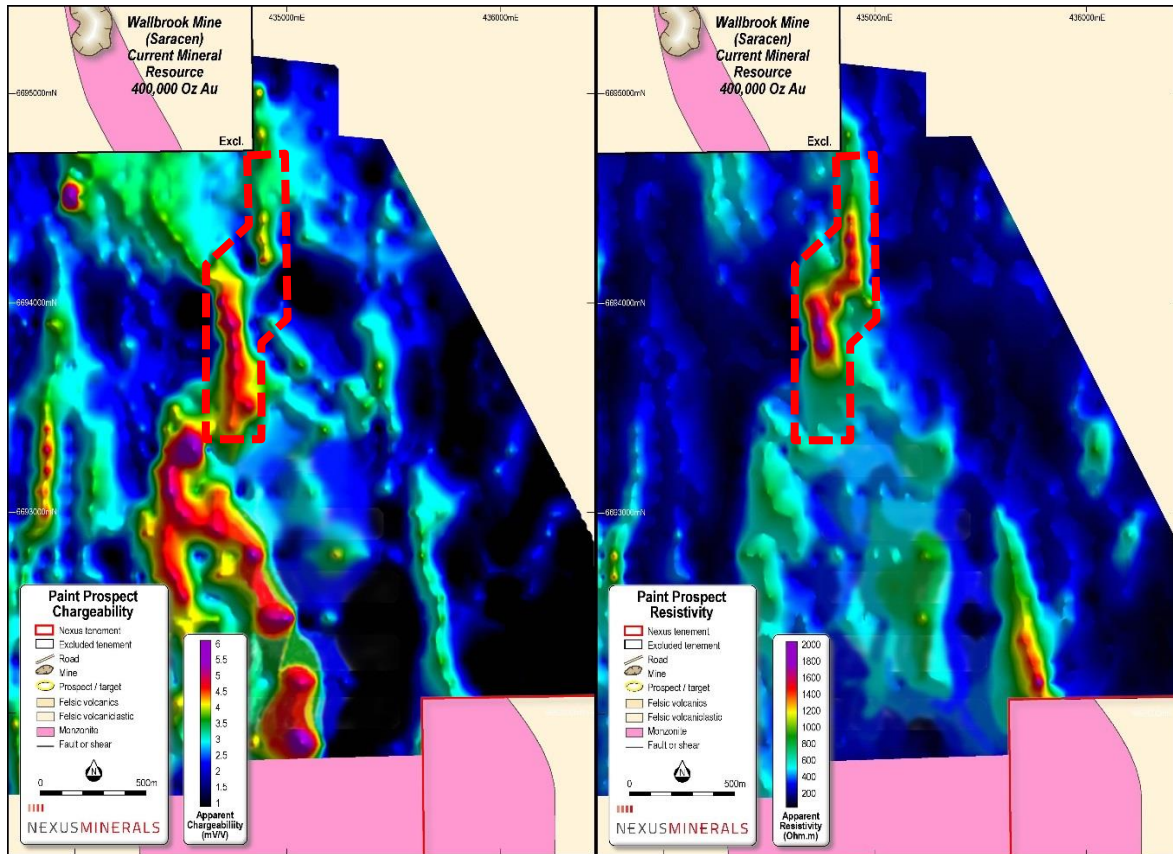 435000mE
436000mE
Wallbrook Mine
(Saracen)
Current Mineral
Resource
400,000 Oz Au
6695000mN
Excl.
6694000mN
6693000mN
Paint Prospect
Chargeability
Nexus tenement
Excluded tenement
Road
Mine
Prospect / target
Felsic volcanics
Felsic volcaniclastic
Monzonite
Fault or shear
N
0 500m
NEXUSMINERALS
6
5.5
5
4.5
4
3.5
3
2.5
2
1.5
1
Apparent
Chargeability
(mV/V)
435000mE
436000mE
Wallbrook Mine
(Saracen)
Current Mineral
Resource
400,000 Oz Au
6695000mN
Excl.
6694000mN
6693000mN
Paint Prospect
Resistivity
Nexus tenement
Excluded tenement
Road
Mine
Prospect / target
Felsic volcanics
Felsic volcaniclastic
Monzonite
Fault or shear
N
0 500m
NEXUSMINERALS
2000
1800
1600
1400
1200
1000
800
600
400
200
Apparent
Resistivity
(Ohm.m)